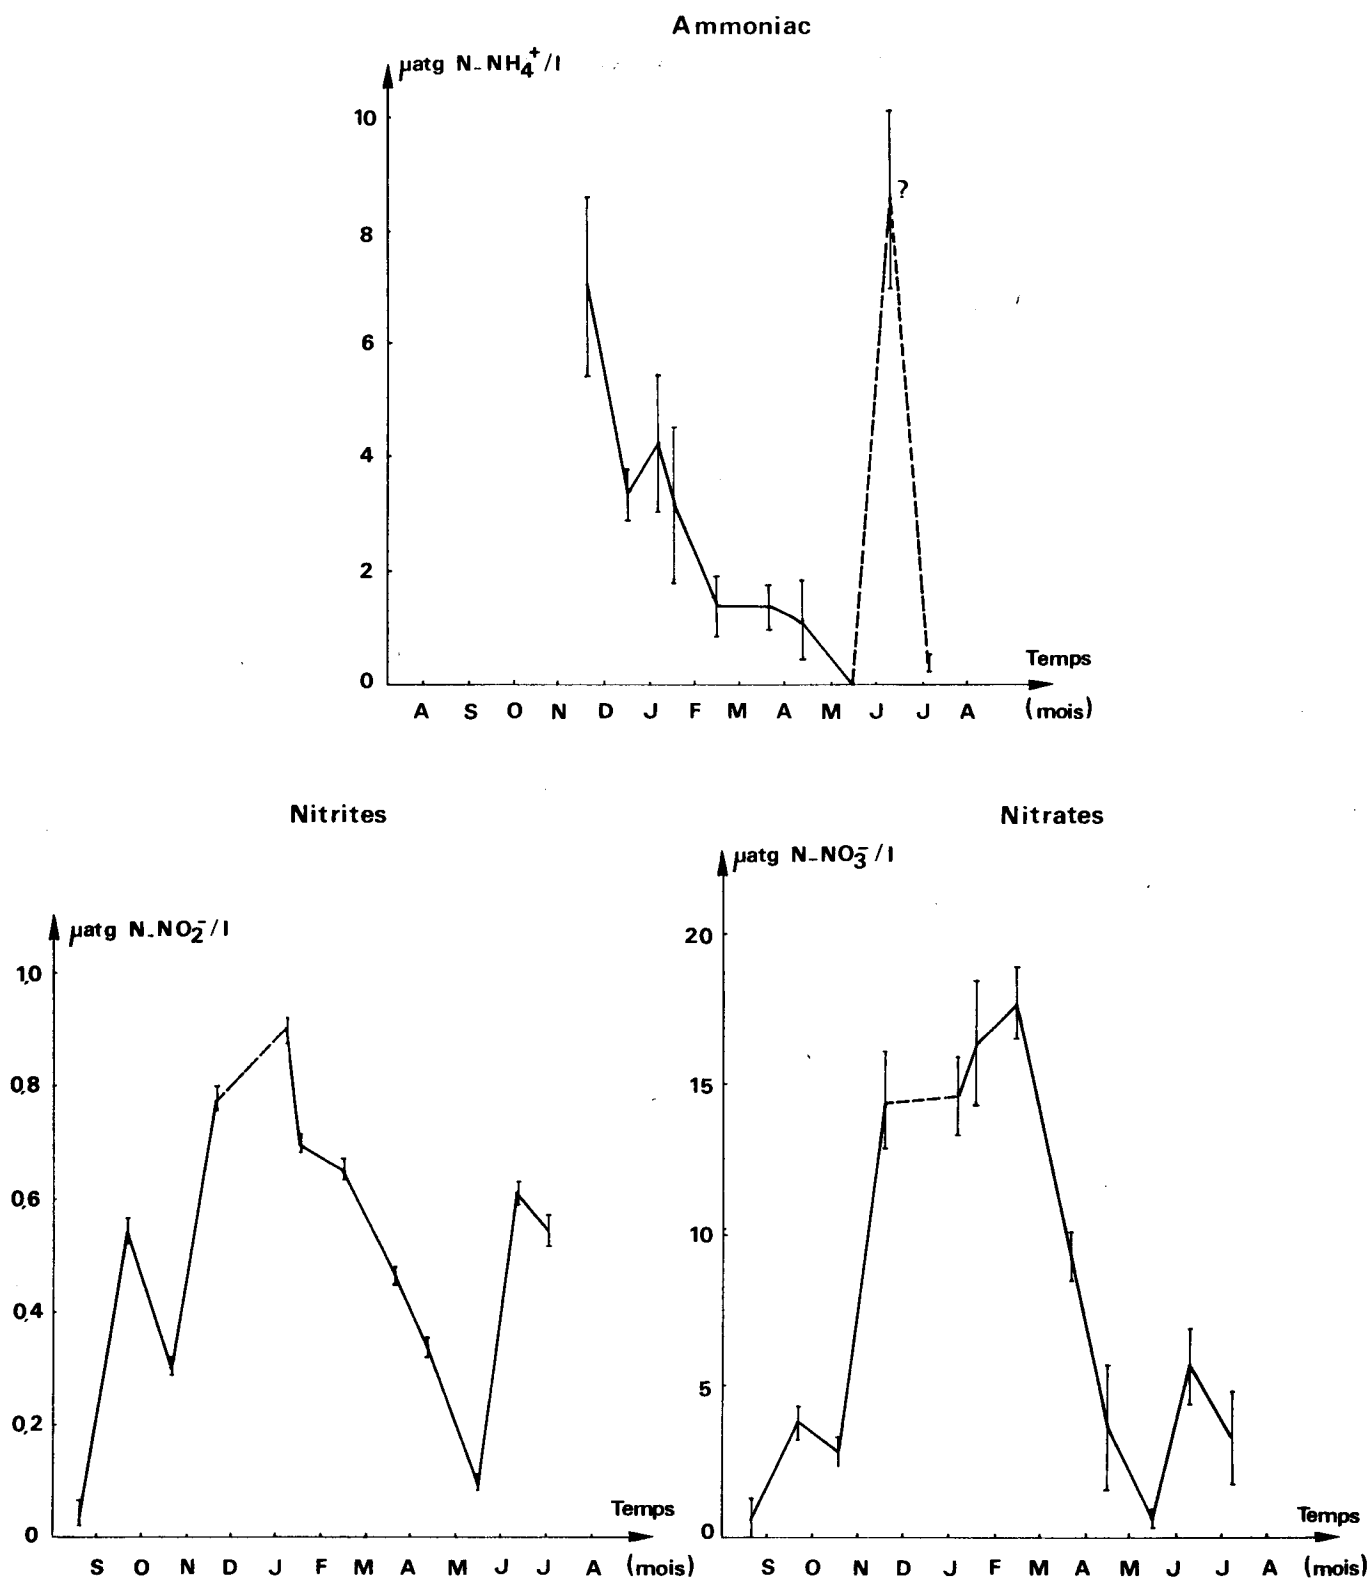 Ammoniac
µatg N-NH4+/l
10
8
?
6
4
2
0
Temps
A S O N D J F M A M J J A (mois)
Nitrites
µatg N-NO2-/l
1,0
0,8
0,6
0,4
0,2
0
Temps
S O N D J F M A M J J A (mois)
Nitrates
µatg N-NO3-/l
20
15
10
5
0
Temps
S O N D J F M A M J J A (mois)